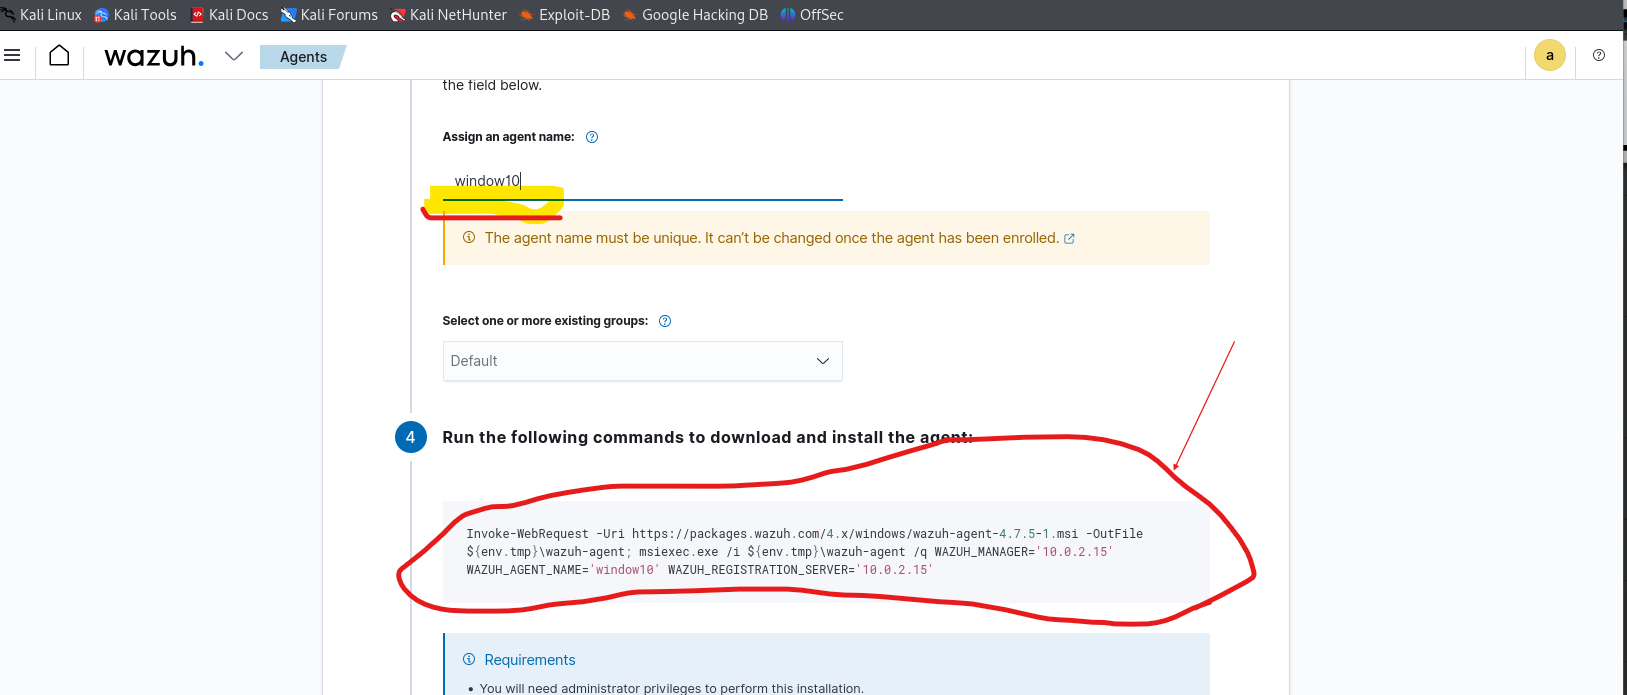 Kali Linux Kali Tools Kali Docs Kali Forums Kali NetHunter Exploit-DB Google Hacking DB OffSec
wazuh. Agents a
the field below.
Assign an agent name:
window10
The agent name must be unique. It can’t be changed once the agent has been enrolled.
Select one or more existing groups:
Default
4 Run the following commands to download and install the agent:
Invoke-WebRequest -Uri https://packages.wazuh.com/4.x/windows/wazuh-agent-4.7.5-1.msi -OutFile
${env.tmp}\wazuh-agent; msiexec.exe /i ${env.tmp}\wazuh-agent /q WAZUH_MANAGER='10.0.2.15'
WAZUH_AGENT_NAME='window10' WAZUH_REGISTRATION_SERVER='10.0.2.15'
Requirements
• You will need administrator privileges to perform this installation.